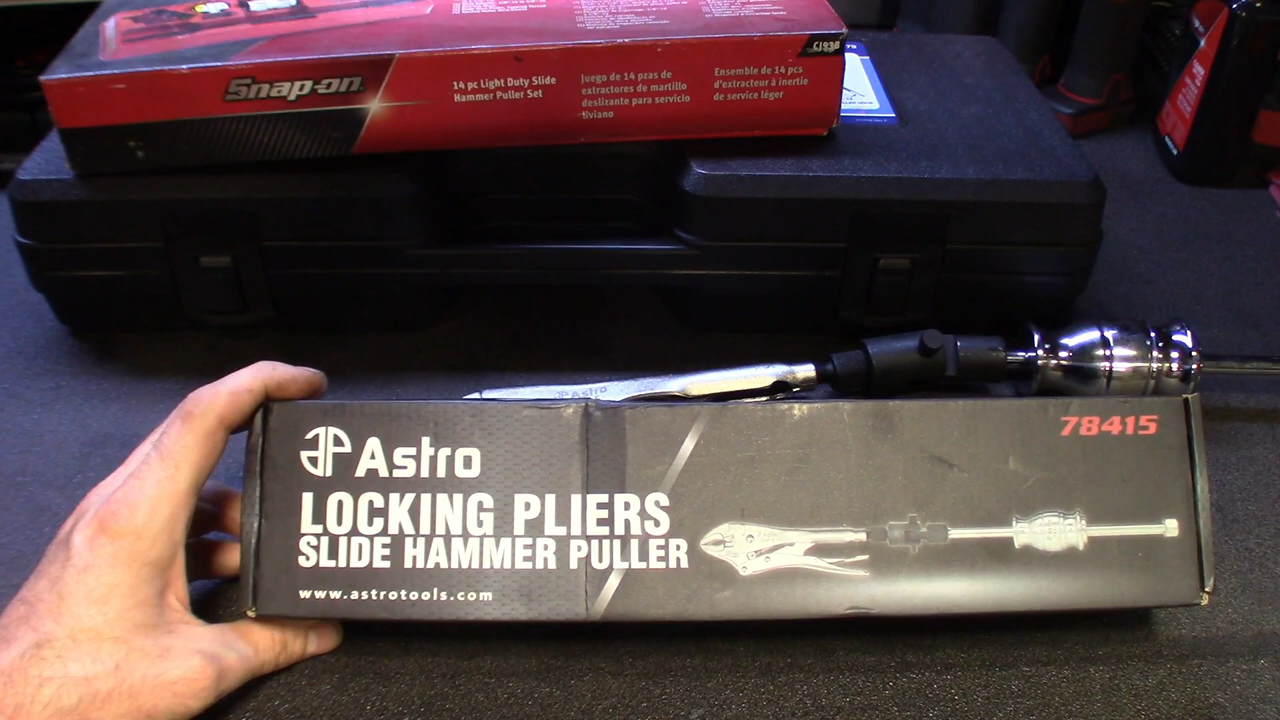 Snap-on
14 pc Light Duty Slide
Hammer Puller Set
Juego de 14 pzas de
extractores de martillo
deslizante para servicio
liviano
Ensemble de 14 pcs
d'extracteur à inertie
de service léger
CJ93B
Astro
Astro
78415
LOCKING PLIERS
SLIDE HAMMER PULLER
www.astrotools.com